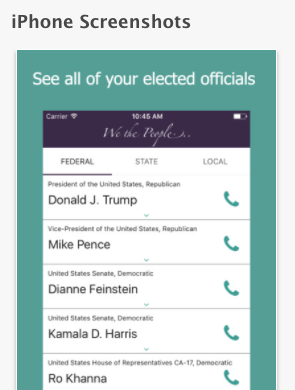 iPhone Screenshots
See all of your elected officials
Carrier 10:45 AM
We the People...
FEDERAL STATE LOCAL
President of the United States, Republican
Donald J. Trump
Vice-President of the United States, Republican
Mike Pence
United States Senate, Democratic
Dianne Feinstein
United States Senate, Democratic
Kamala D. Harris
United States House of Representatives CA-17, Democratic
Ro Khanna